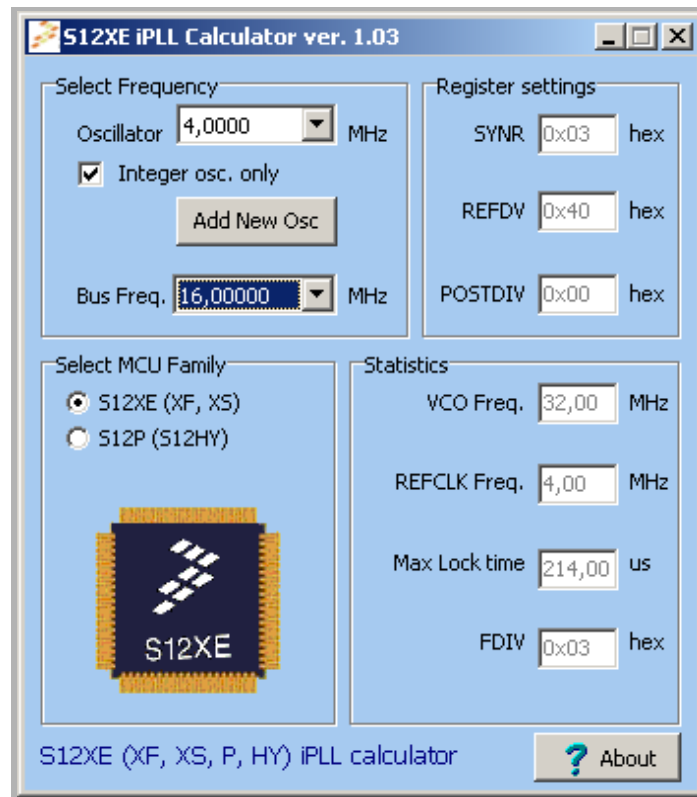 S12XE iPLL Calculator ver. 1.03
Select Frequency
Oscillator 4,0000 MHz
Integer osc. only
Add New Osc
Bus Freq. 16,00000 MHz
Register settings
SYNR 0x03 hex
REFDV 0x40 hex
POSTDIV 0x00 hex
Select MCU Family
S12XE (XF, XS)
S12P (S12HY)
S12XE
Statistics
VCO Freq. 32,00 MHz
REFCLK Freq. 4,00 MHz
Max Lock time 214,00 us
FDIV 0x03 hex
S12XE (XF, XS, P, HY) iPLL calculator
? About